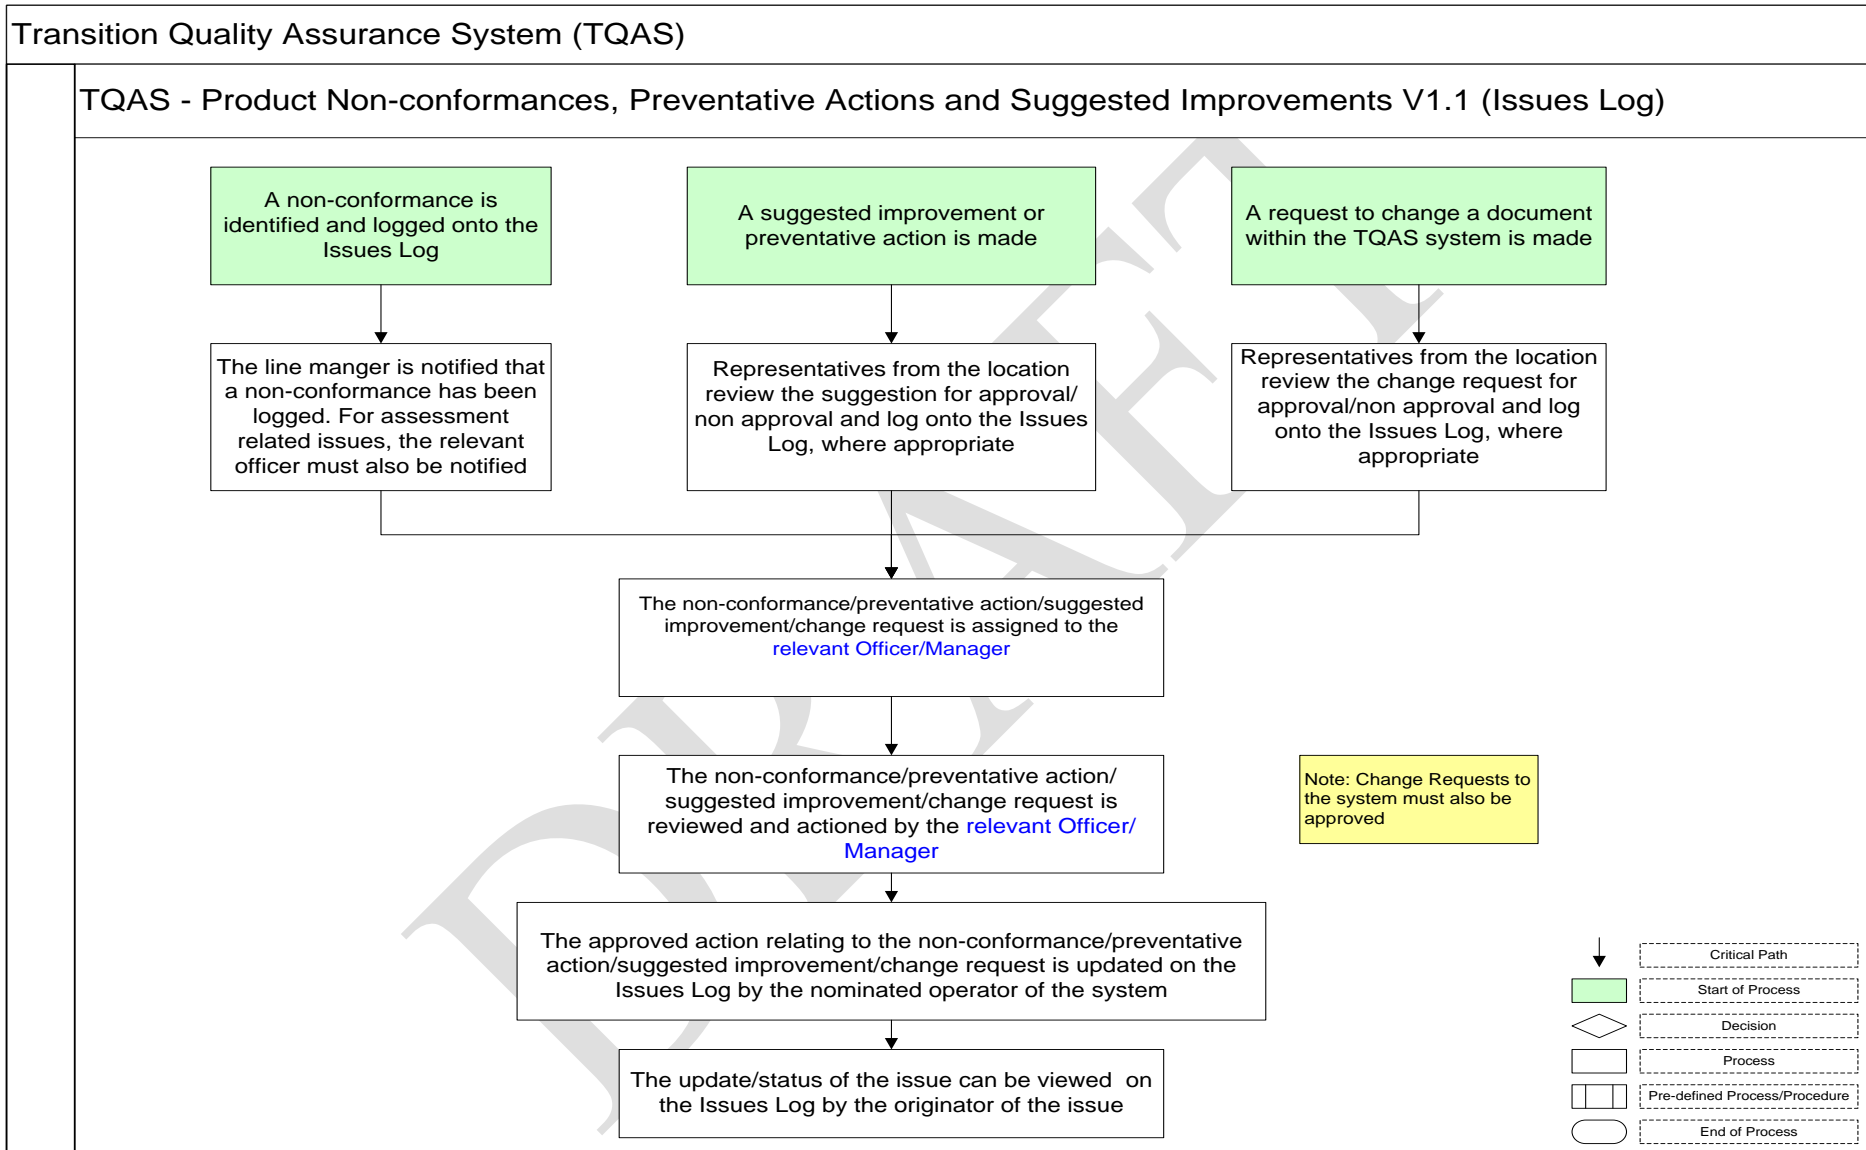 Transition Quality Assurance System (TQAS)
TQAS - Product Non-conformances, Preventative Actions and Suggested Improvements V1.1 (Issues Log)
A non-conformance is
identified and logged onto the
Issues Log
A suggested improvement or
preventative action is made
A request to change a document
within the TQAS system is made
The line manger is notified that
a non-conformance has been
logged. For assessment
related issues, the relevant
officer must also be notified
Representatives from the location
review the suggestion for approval/
non approval and log onto the Issues
Log, where appropriate
Representatives from the location
review the change request for
approval/non approval and log
onto the Issues Log, where
appropriate
The non-conformance/preventative action/suggested
improvement/change request is assigned to the
relevant Officer/Manager
The non-conformance/preventative action/
suggested improvement/change request is
reviewed and actioned by the relevant Officer/
Manager
Note: Change Requests to
the system must also be
approved
The approved action relating to the non-conformance/preventative
action/suggested improvement/change request is updated on the
Issues Log by the nominated operator of the system
The update/status of the issue can be viewed on
the Issues Log by the originator of the issue
Critical Path
Start of Process
Decision
Process
Pre-defined Process/Procedure
End of Process
DRAFT